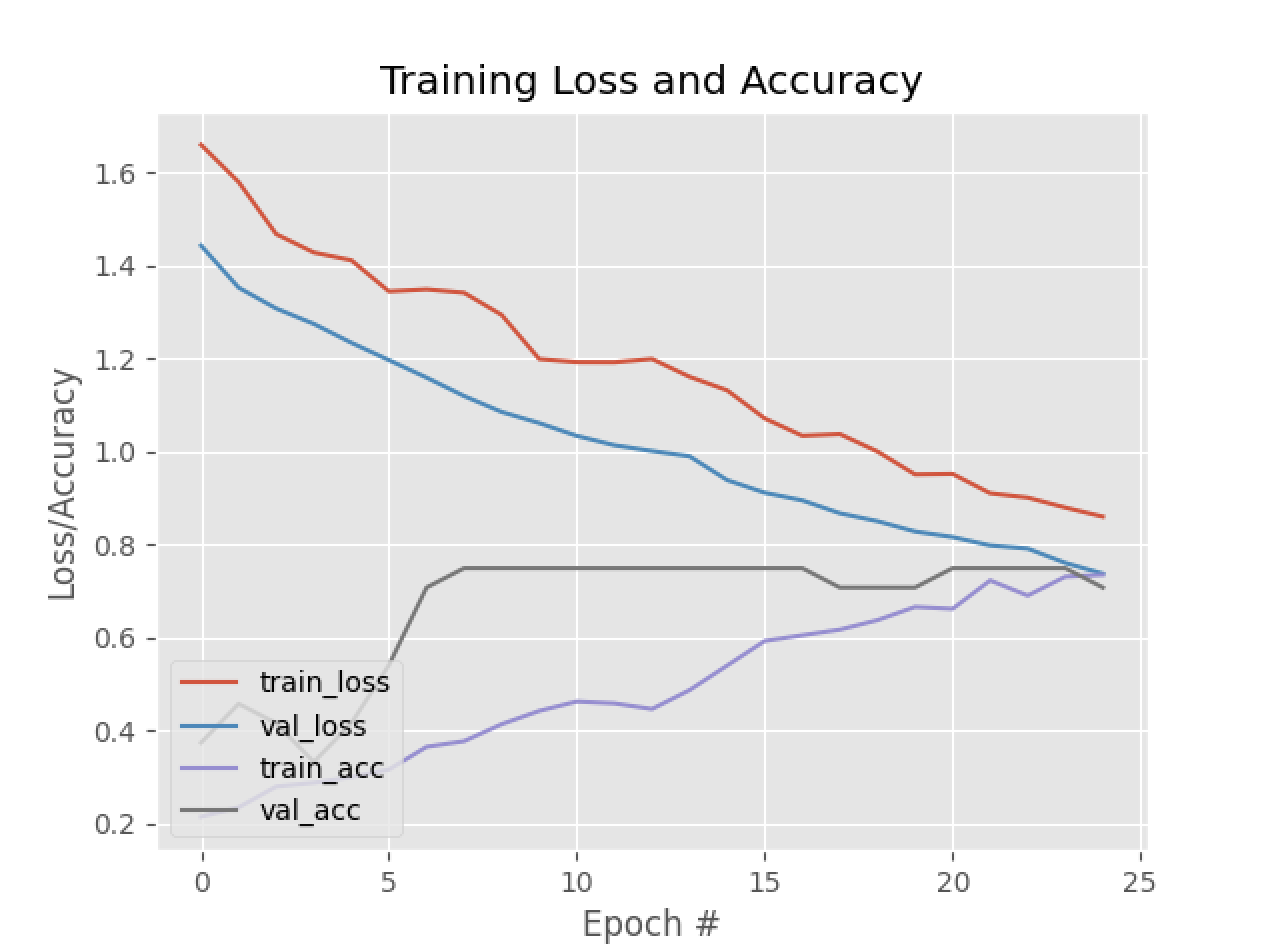 Training Loss and Accuracy
1.6
1.4
1.2
1.0
0.8
0.6
0.4
0.2
Loss/Accuracy
train_loss
val_loss
train_acc
val_acc
0 5 10 15 20 25
Epoch #